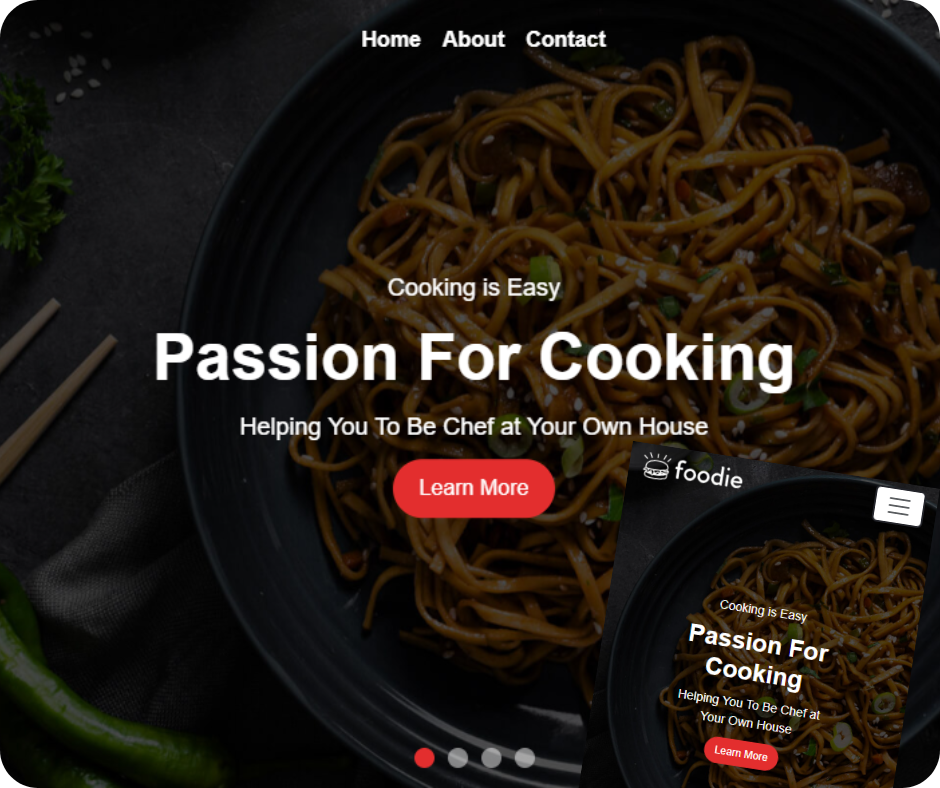 Home About Contact
Cooking is Easy
Passion For Cooking
Helping You To Be Chef at Your Own House
Learn More
foodie
Cooking is Easy
Passion For
Cooking
Helping You To Be Chef at
Your Own House
Learn More